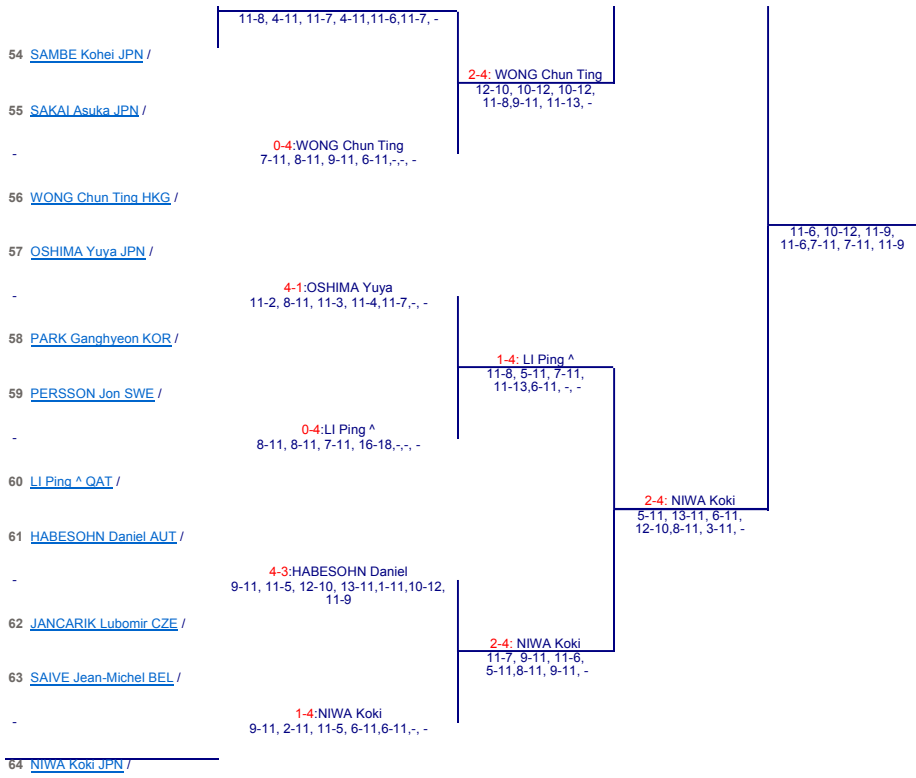 11-8, 4-11, 11-7, 4-11,11-6,11-7, -
54 SAMBE Kohei JPN /
2-4: WONG Chun Ting
12-10, 10-12, 10-12,
11-8,9-11, 11-13, -
55 SAKAI Asuka JPN /
-
0-4:WONG Chun Ting
7-11, 8-11, 9-11, 6-11,-,-, -
56 WONG Chun Ting HKG /
11-6, 10-12, 11-9,
11-6,7-11, 7-11, 11-9
57 OSHIMA Yuya JPN /
-
4-1:OSHIMA Yuya
11-2, 8-11, 11-3, 11-4,11-7,-, -
58 PARK Ganghyeon KOR /
1-4: LI Ping ^
11-8, 5-11, 7-11,
11-13,6-11, -, -
59 PERSSON Jon SWE /
-
0-4:LI Ping ^
8-11, 8-11, 7-11, 16-18,-,-, -
60 LI Ping ^ QAT /
2-4: NIWA Koki
5-11, 13-11, 6-11,
12-10,8-11, 3-11, -
61 HABESOHN Daniel AUT /
-
4-3:HABESOHN Daniel
9-11, 11-5, 12-10, 13-11,1-11,10-12,
11-9
62 JANCARIK Lubomir CZE /
2-4: NIWA Koki
11-7, 9-11, 11-6,
5-11,8-11, 9-11, -
63 SAIVE Jean-Michel BEL /
-
1-4:NIWA Koki
9-11, 2-11, 11-5, 6-11,6-11,-, -
64 NIWA Koki JPN /